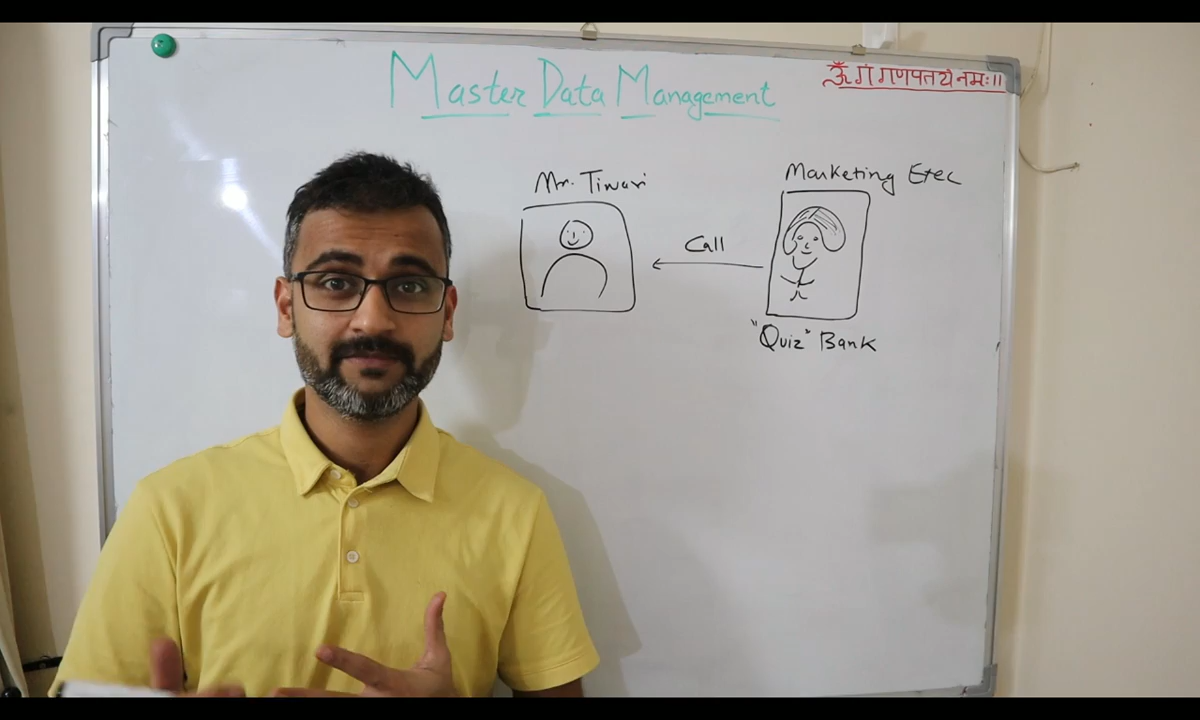 Master Data Management
ॐ गं गणपतये नमः॥
Mr. Tiwari
Marketing Exec
Call
"Quiz" Bank